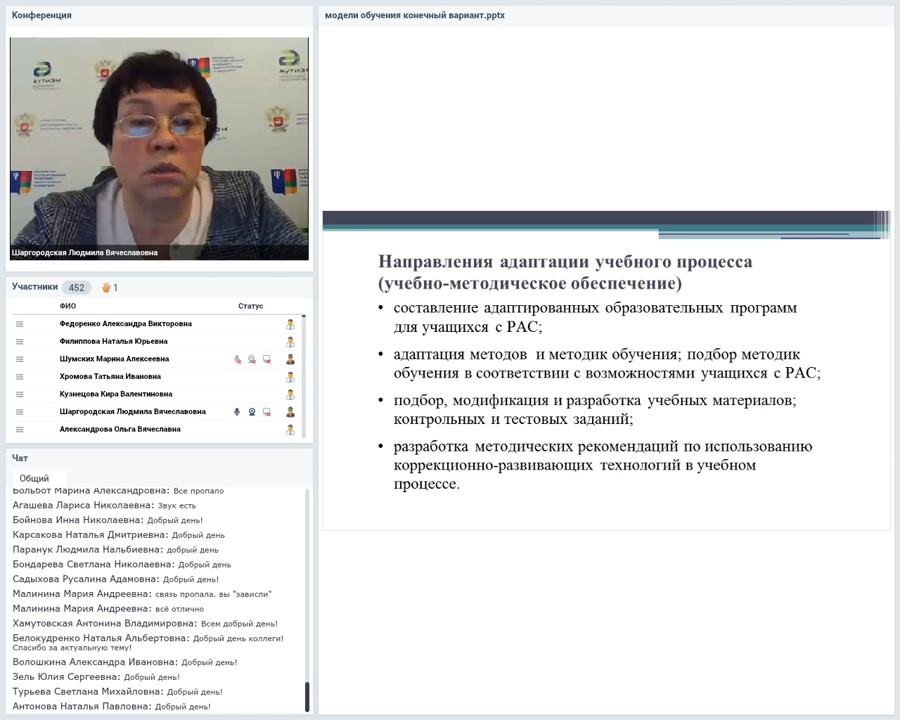 Конференция
аутизм
аутизм
Шаргородская Людмила Вячеславовна
Участники 452 1
ФИО Статус
Федоренко Александра Викторовна
Филиппова Наталья Юрьевна
Шумских Марина Алексеевна
Хромова Татьяна Ивановна
Кузнецова Кира Валентиновна
Шаргородская Людмила Вячеславовна
Александрова Ольга Вячеславна
Чат
Общий
Больбот Марина Александровна: Все пропало
Агашева Лариса Николаевна: Звук есть
Бойнова Инна Николаевна: Добрый день!
Карсакова Наталья Дмитриевна: Добрый день
Паранук Людмила Нальбиевна: добрый день
Бондарева Светлана Николаевна: Добрый день
Садыхова Русалина Адамовна: Добрый день!
Малинина Мария Андреевна: связь пропала. вы "зависли"
Малинина Мария Андреевна: всё отлично
Хамутовская Антонина Владимировна: Всем добрый день!
Белокудренко Наталья Альбертовна: Добрый день коллеги!
Спасибо за актуальную тему!
Волошкина Александра Ивановна: Добрый день!
Зель Юлия Сергеевна: Добрый день!
Турьева Светлана Михайловна: Добрый день!
Антонова Наталья Павловна: Добрый день!
модели обучения конечный вариант.pptx
Направления адаптации учебного процесса
(учебно-методическое обеспечение)
• составление адаптированных образовательных программ
для учащихся с РАС;
• адаптация методов и методик обучения; подбор методик
обучения в соответствии с возможностями учащихся с РАС;
• подбор, модификация и разработка учебных материалов;
контрольных и тестовых заданий;
• разработка методических рекомендаций по использованию
коррекционно-развивающих технологий в учебном
процессе.